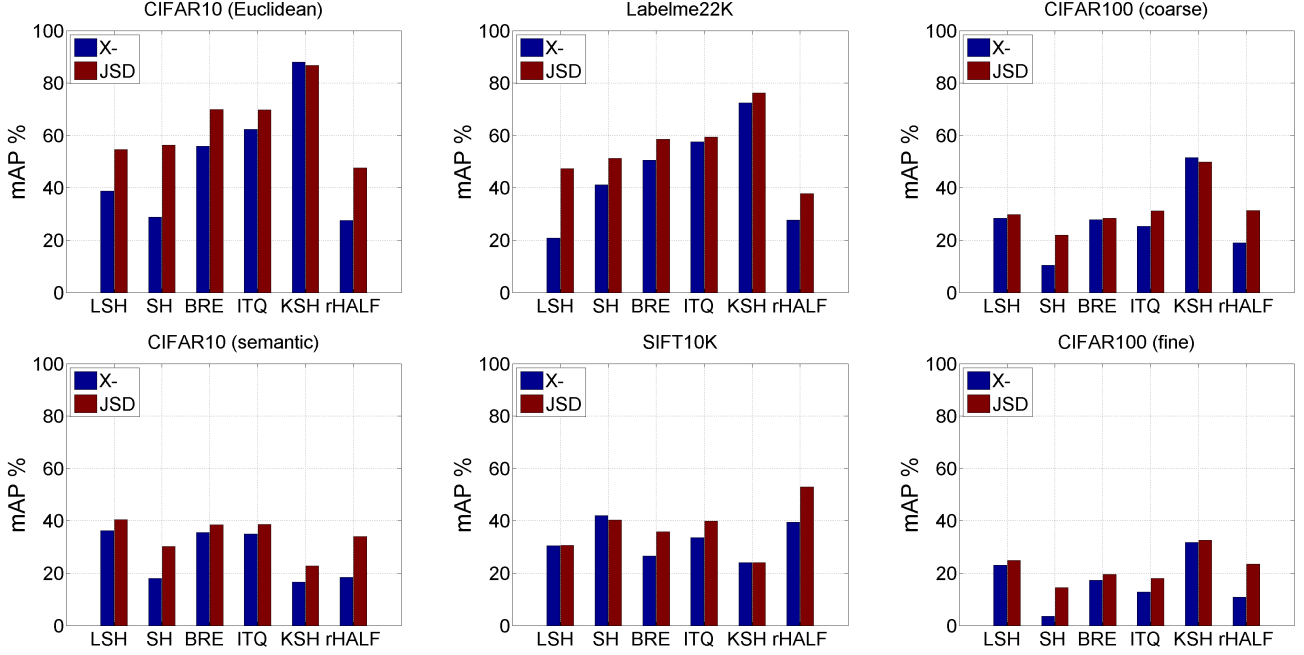 CIFAR10 (Euclidean)
mAP %
100
80
60
40
20
0
X-
JSD
LSH SH BRE ITQ KSH rHALF
Labelme22K
mAP %
100
80
60
40
20
0
X-
JSD
LSH SH BRE ITQ KSH rHALF
CIFAR100 (coarse)
mAP %
100
80
60
40
20
0
X-
JSD
LSH SH BRE ITQ KSH rHALF
CIFAR10 (semantic)
mAP %
100
80
60
40
20
0
X-
JSD
LSH SH BRE ITQ KSH rHALF
SIFT10K
mAP %
100
80
60
40
20
0
X-
JSD
LSH SH BRE ITQ KSH rHALF
CIFAR100 (fine)
mAP %
100
80
60
40
20
0
X-
JSD
LSH SH BRE ITQ KSH rHALF